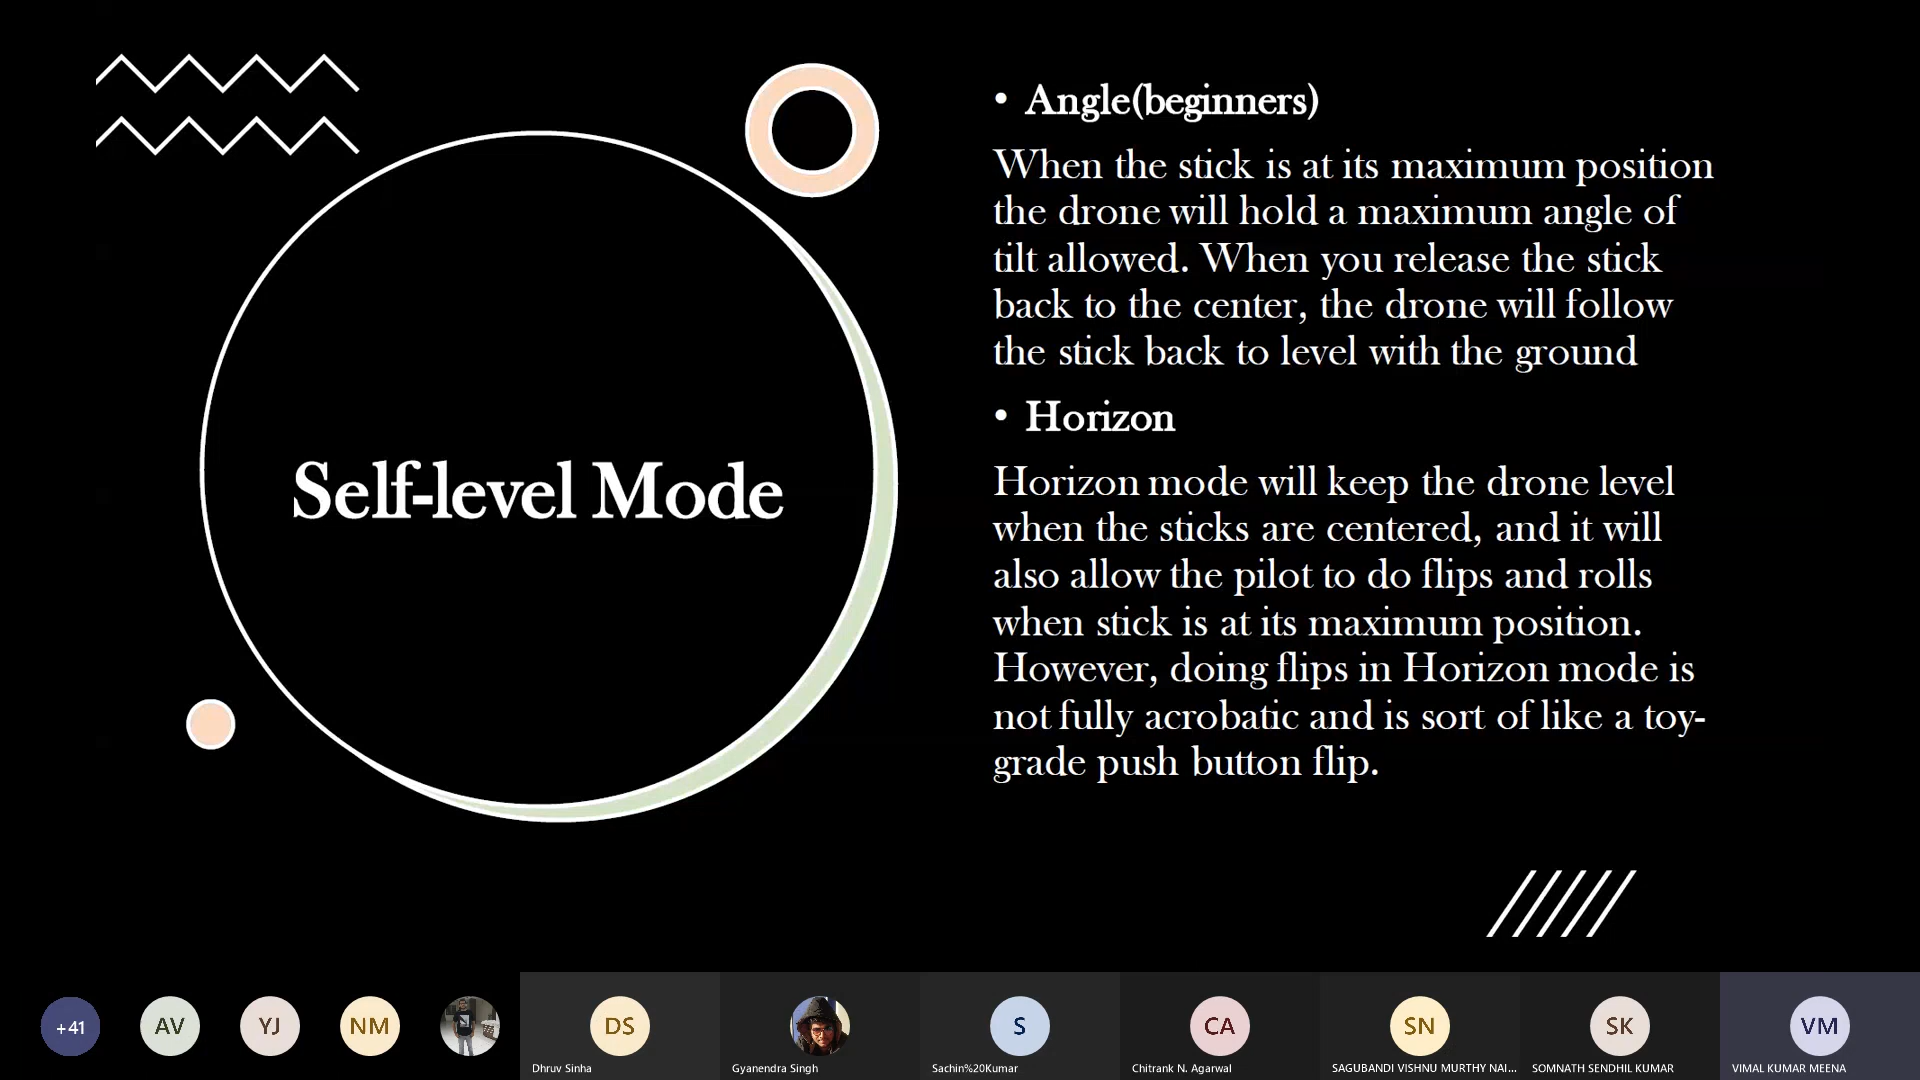 Self-level Mode
• Angle(beginners)
When the stick is at its maximum position
the drone will hold a maximum angle of
tilt allowed. When you release the stick
back to the center, the drone will follow
the stick back to level with the ground
• Horizon
Horizon mode will keep the drone level
when the sticks are centered, and it will
also allow the pilot to do flips and rolls
when stick is at its maximum position.
However, doing flips in Horizon mode is
not fully acrobatic and is sort of like a toy-
grade push button flip.
+41
AV
YJ
NM
DS
Dhruv Sinha
Gyanendra Singh
S
Sachin%20Kumar
CA
Chitrank N. Agarwal
SN
SAGUBANDI VISHNU MURTHY NAI...
SK
SOMNATH SENDHIL KUMAR
VM
VIMAL KUMAR MEENA